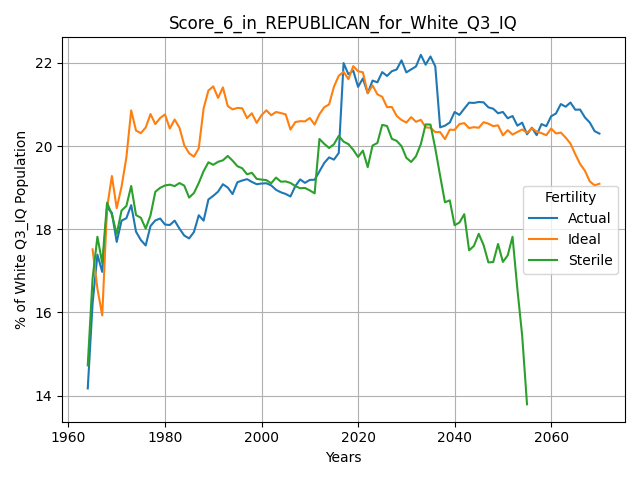 Score_6_in_REPUBLICAN_for_White_Q3_IQ
% of White Q3_IQ Population
22
20
18
16
14
Fertility
Actual
Ideal
Sterile
1960
1980
2000
2020
2040
2060
Years